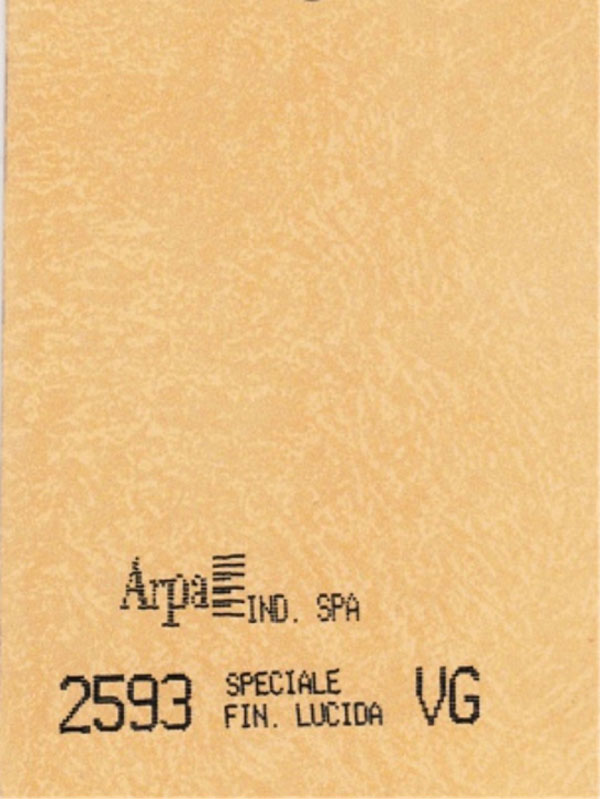 Arpa IND. SPA
2593 SPECIALE VG
FIN. LUCIDA